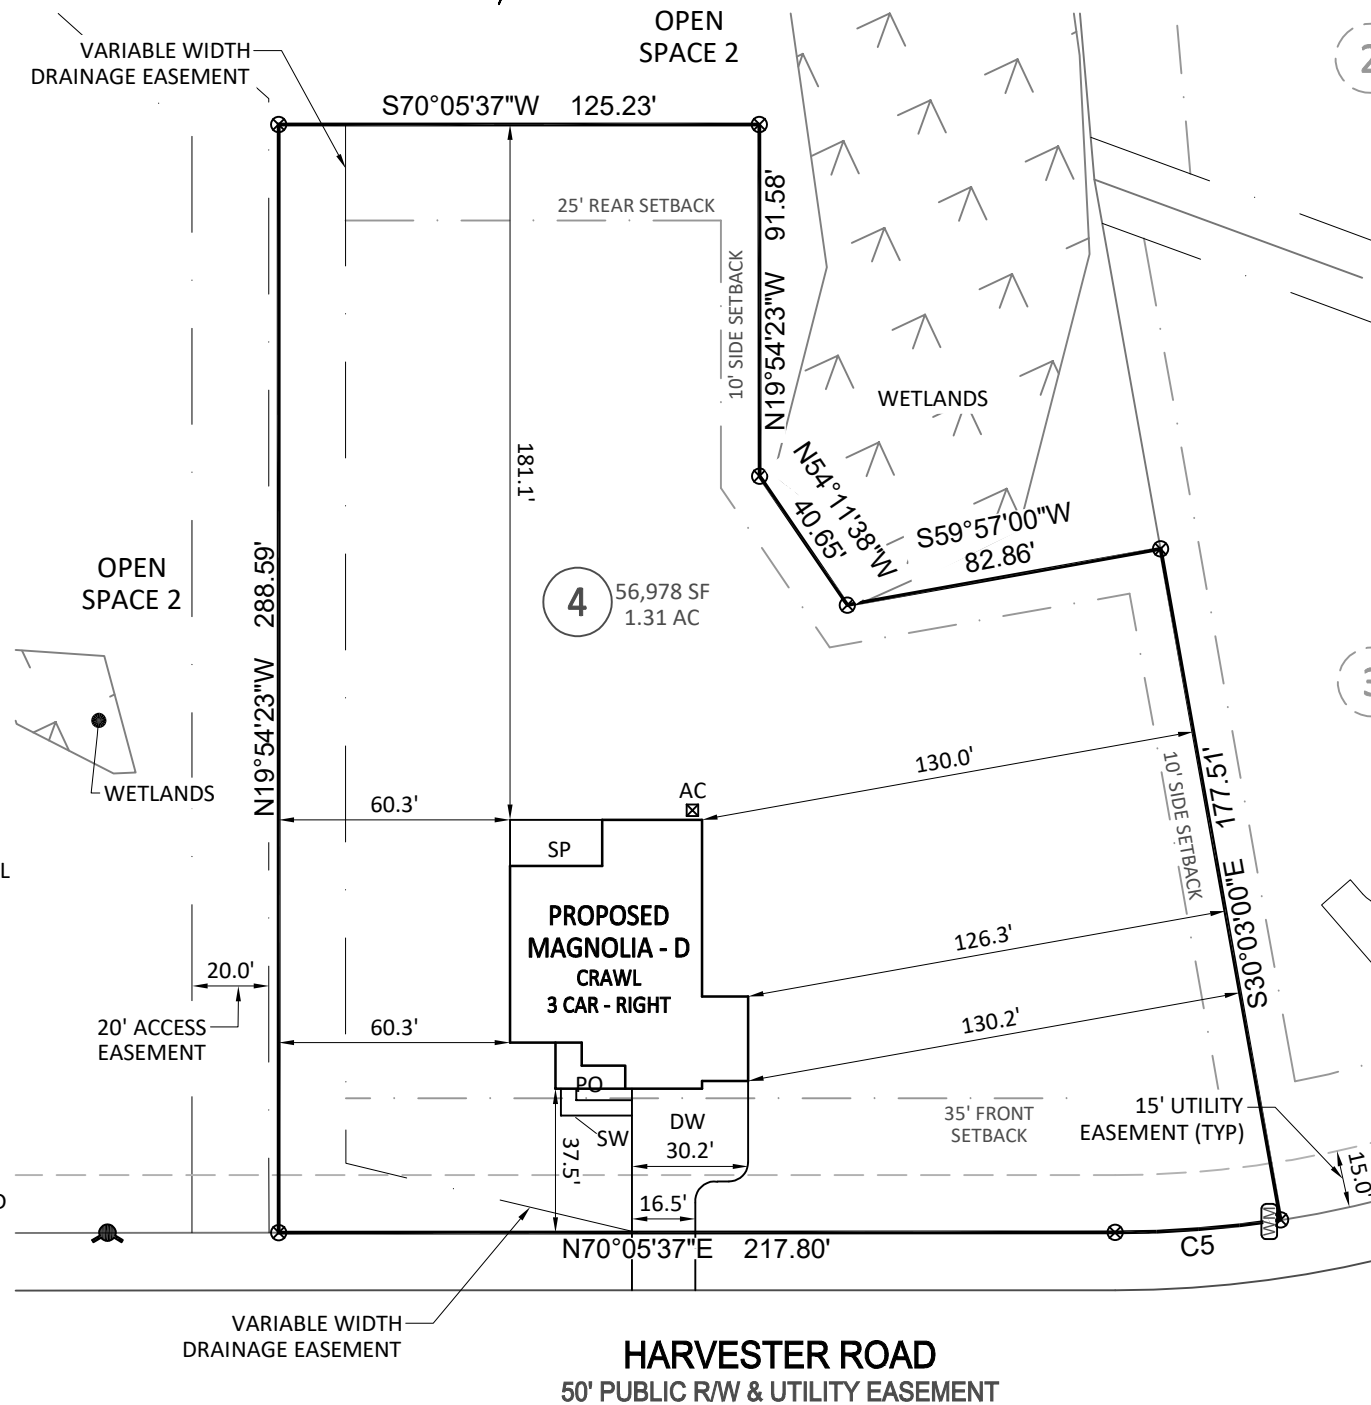 OPEN
SPACE 2
VARIABLE WIDTH
DRAINAGE EASEMENT
S70°05'37"W 125.23'
25' REAR SETBACK
10' SIDE SETBACK
N19°54'23"W 91.58'
WETLANDS
N54°11'38"W
40.65'
S59°57'00"W
82.86'
181.1'
OPEN
SPACE 2
N19°54'23"W 288.59'
4
56,978 SF
1.31 AC
WETLANDS
60.3'
AC
130.0'
10' SIDE SETBACK
S30°03'00"E 177.51'
L
SP
PROPOSED
MAGNOLIA - D
CRAWL
3 CAR - RIGHT
126.3'
20.0'
20' ACCESS
EASEMENT
60.3'
130.2'
PO
SW
DW
30.2'
37.5'
16.5'
35' FRONT
SETBACK
15' UTILITY
EASEMENT (TYP)
15.0'
N70°05'37"E 217.80'
C5
VARIABLE WIDTH
DRAINAGE EASEMENT
HARVESTER ROAD
50' PUBLIC R/W & UTILITY EASEMENT